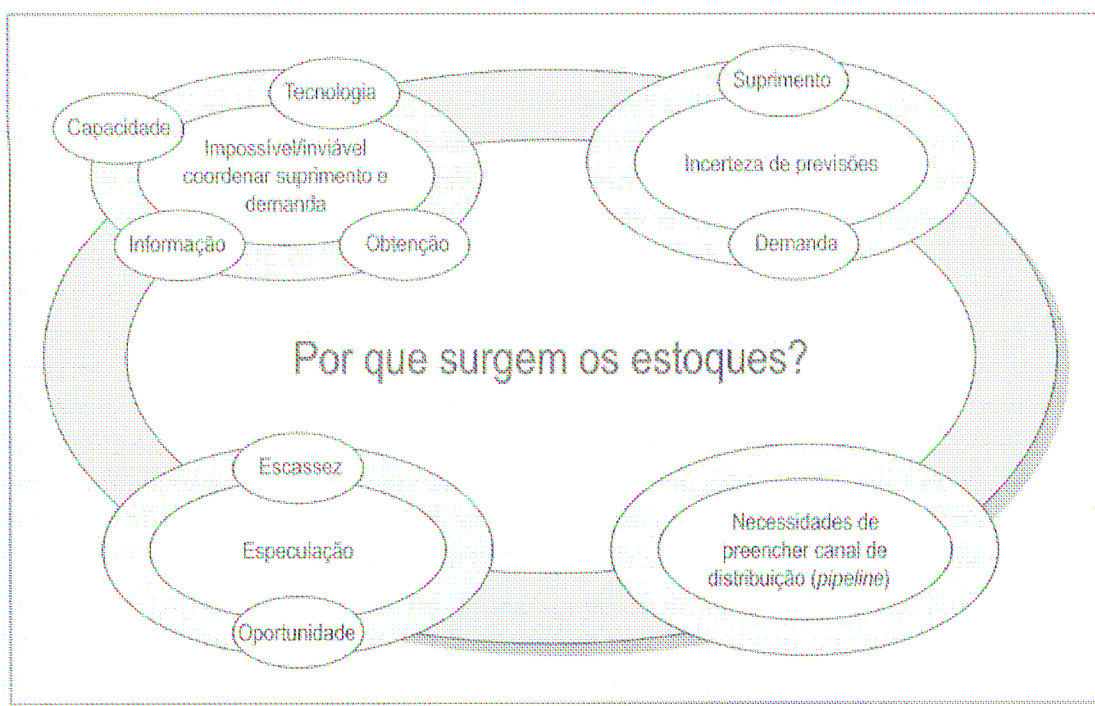 Tecnologia
Capacidade
Impossível/inviável
coordenar suprimento e
demanda
Informação
Obtenção
Suprimento
Incerteza de previsões
Demanda
Por que surgem os estoques?
Escassez
Especulação
Oportunidade
Necessidades de
preencher canal de
distribuição (pipeline)